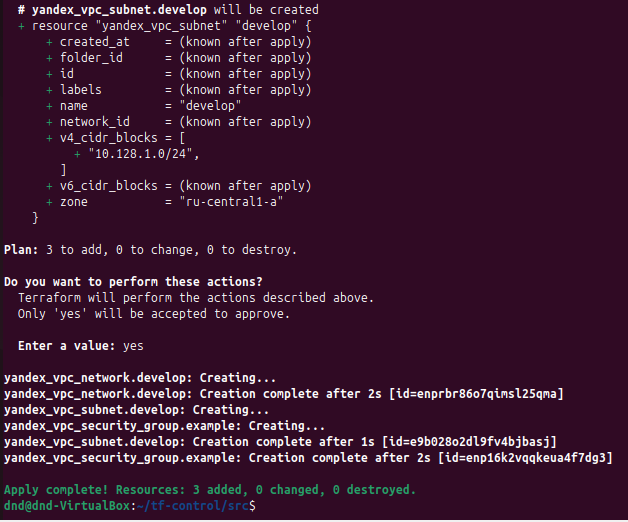 # yandex_vpc_subnet.develop will be created
+ resource "yandex_vpc_subnet" "develop" {
+ created_at     = (known after apply)
+ folder_id      = (known after apply)
+ id             = (known after apply)
+ labels         = (known after apply)
+ name           = "develop"
+ network_id     = (known after apply)
+ v4_cidr_blocks = [
+ "10.128.1.0/24",
]
+ v6_cidr_blocks = (known after apply)
+ zone           = "ru-central1-a"
}
Plan: 3 to add, 0 to change, 0 to destroy.
Do you want to perform these actions?
Terraform will perform the actions described above.
Only 'yes' will be accepted to approve.
Enter a value: yes
yandex_vpc_network.develop: Creating...
yandex_vpc_network.develop: Creation complete after 2s [id=enprbr86o7qimsl25qma]
yandex_vpc_subnet.develop: Creating...
yandex_vpc_security_group.example: Creating...
yandex_vpc_subnet.develop: Creation complete after 1s [id=e9b028o2dl9fv4bjbasj]
yandex_vpc_security_group.example: Creation complete after 2s [id=enp16k2vqqkeua4f7dg3]
Apply complete! Resources: 3 added, 0 changed, 0 destroyed.
dnd@dnd-VirtualBox:~/tf-control/src$